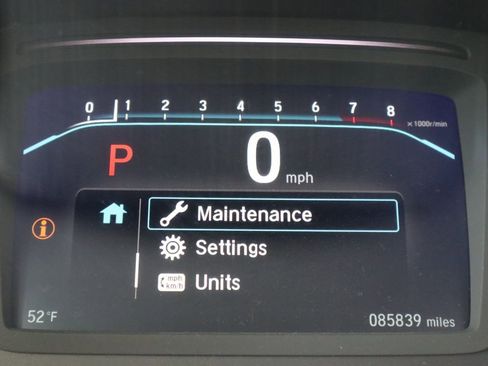 0 1 2 3 4 5 6 7 8
× 1000r/min
P 0 mph
Maintenance
Settings
mph
km/h
Units
i
52 °F 085839 miles